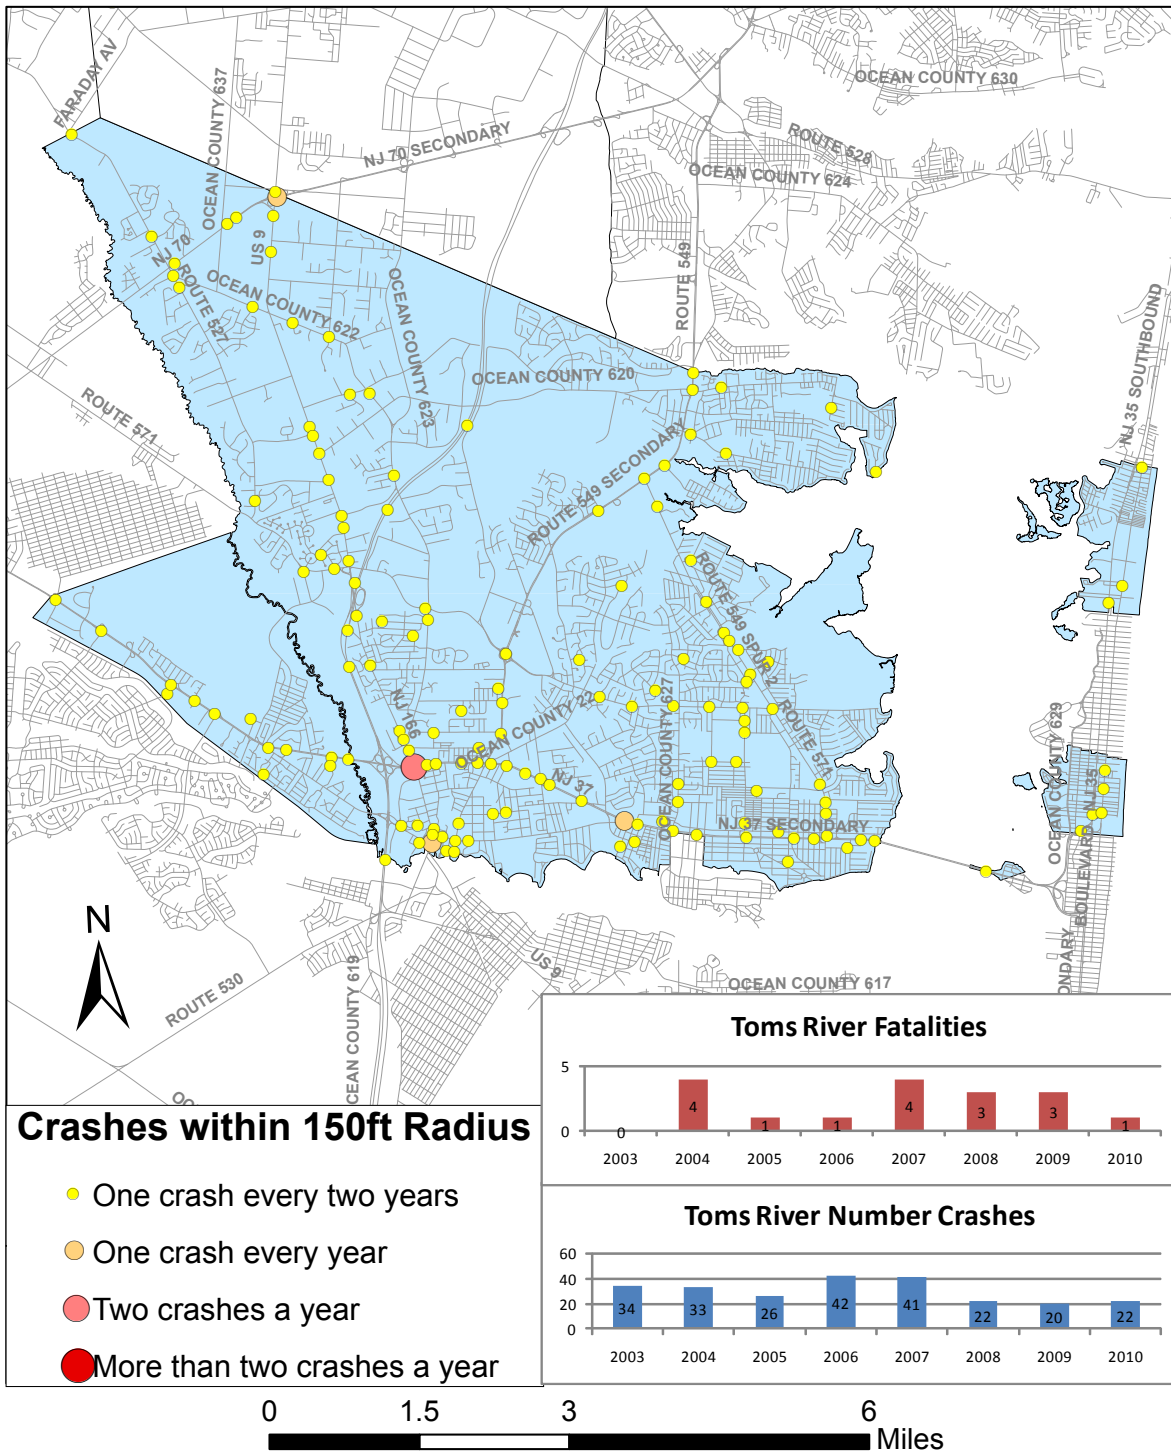 FARADAY AV
OCEAN COUNTY 637
NJ 70 SECONDARY
OCEAN COUNTY 630
ROUTE 528
OCEAN COUNTY 624
US 9
NJ 70
ROUTE 527
OCEAN COUNTY 622
OCEAN COUNTY 623
ROUTE 549
NJ 35 SOUTHBOUND
OCEAN COUNTY 620
ROUTE 571
ROUTE 549 SECONDARY
ROUTE 549 SPUR 2
NJ 166
OCEAN COUNTY 22
OCEAN COUNTY 627
ROUTE 571
OCEAN COUNTY 629
NJ 35
NJ 37
NJ 37 SECONDARY
BOULEVARD
ONDARY
N
US 9
ROUTE 530
OCEAN COUNTY 619
OCEAN COUNTY 617
Toms River Fatalities
5
0
0
4
1
1
4
3
3
1
2003 2004 2005 2006 2007 2008 2009 2010
Toms River Number Crashes
60
40
20
0
34
33
26
42
41
22
20
22
2003 2004 2005 2006 2007 2008 2009 2010
Crashes within 150ft Radius
One crash every two years
One crash every year
Two crashes a year
More than two crashes a year
0 1.5 3 6
Miles